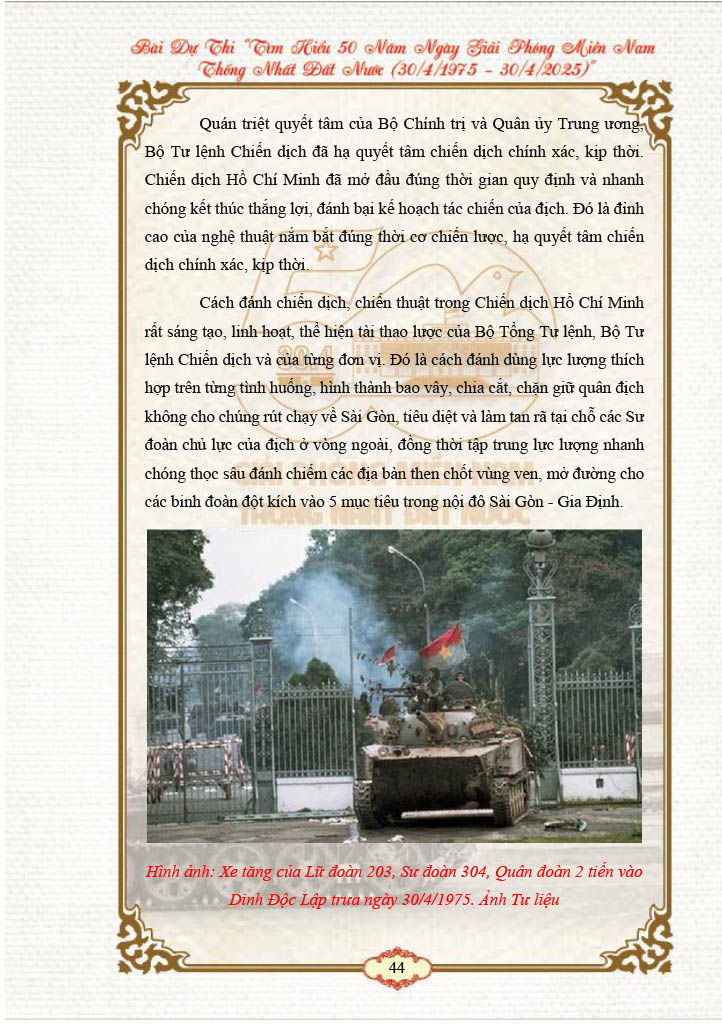 Bài Dự Thi "Tìm Hiểu 50 Năm Ngày Giải Phóng Miền Nam
Thống Nhất Đất Nước (30/4/1975 – 30/4/2025)"
Quán triệt quyết tâm của Bộ Chính trị và Quân ủy Trung ương,
Bộ Tư lệnh Chiến dịch đã hạ quyết tâm chiến dịch chính xác, kịp thời.
Chiến dịch Hồ Chí Minh đã mở đầu đúng thời gian quy định và nhanh
chóng kết thúc thắng lợi, đánh bại kế hoạch tác chiến của địch. Đó là đỉnh
cao của nghệ thuật nắm bắt đúng thời cơ chiến lược, hạ quyết tâm chiến
dịch chính xác, kịp thời.
Cách đánh chiến dịch, chiến thuật trong Chiến dịch Hồ Chí Minh
rất sáng tạo, linh hoạt, thể hiện tài thao lược của Bộ Tổng Tư lệnh, Bộ Tư
lệnh Chiến dịch và của từng đơn vị. Đó là cách đánh dùng lực lượng thích
hợp trên từng tình huống, hình thành bao vây, chia cắt, chặn giữ quân địch
không cho chúng rút chạy về Sài Gòn, tiêu diệt và làm tan rã tại chỗ các Sư
đoàn chủ lực của địch ở vòng ngoài, đồng thời tập trung lực lượng nhanh
chóng thọc sâu đánh chiếm các địa bàn then chốt vùng ven, mở đường cho
các binh đoàn đột kích vào 5 mục tiêu trong nội đô Sài Gòn - Gia Định.
50
30.4
GIẢI PHÓNG MIỀN NAM
THỐNG NHẤT ĐẤT NƯỚC
Hình ảnh: Xe tăng của Lữ đoàn 203, Sư đoàn 304, Quân đoàn 2 tiến vào
Dinh Độc Lập trưa ngày 30/4/1975. Ảnh Tư liệu
44